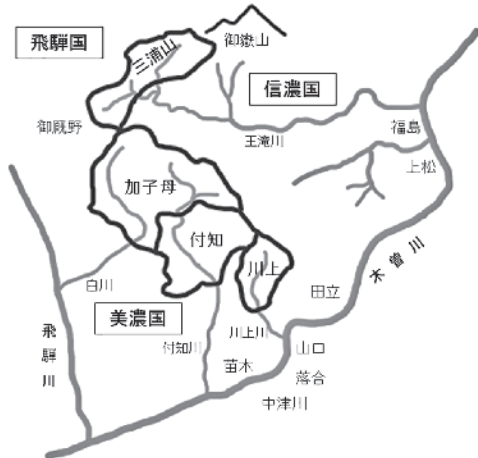 飛騨国
御嶽山
三浦山
信濃国
御厩野
王滝川
福島
上松
加子母
付知
川上
木曽川
田立
白川
美濃国
飛騨川
付知川
川上川
苗木
山口
落合
中津川